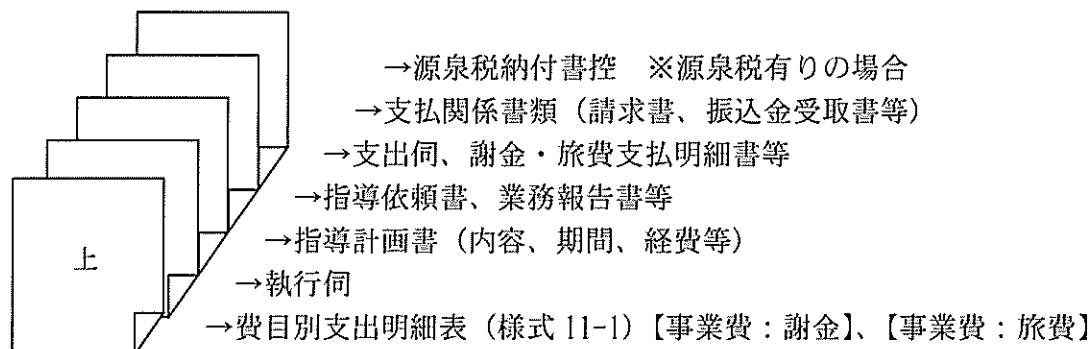 →源泉税納付書控　※源泉税有りの場合
→支払関係書類（請求書、振込金受取書等）
→支出伺、謝金・旅費支払明細書等
→指導依頼書、業務報告書等
→指導計画書（内容、期間、経費等）
上
→執行伺
→費目別支出明細表（様式 11-1）【事業費：謝金】、【事業費：旅費】